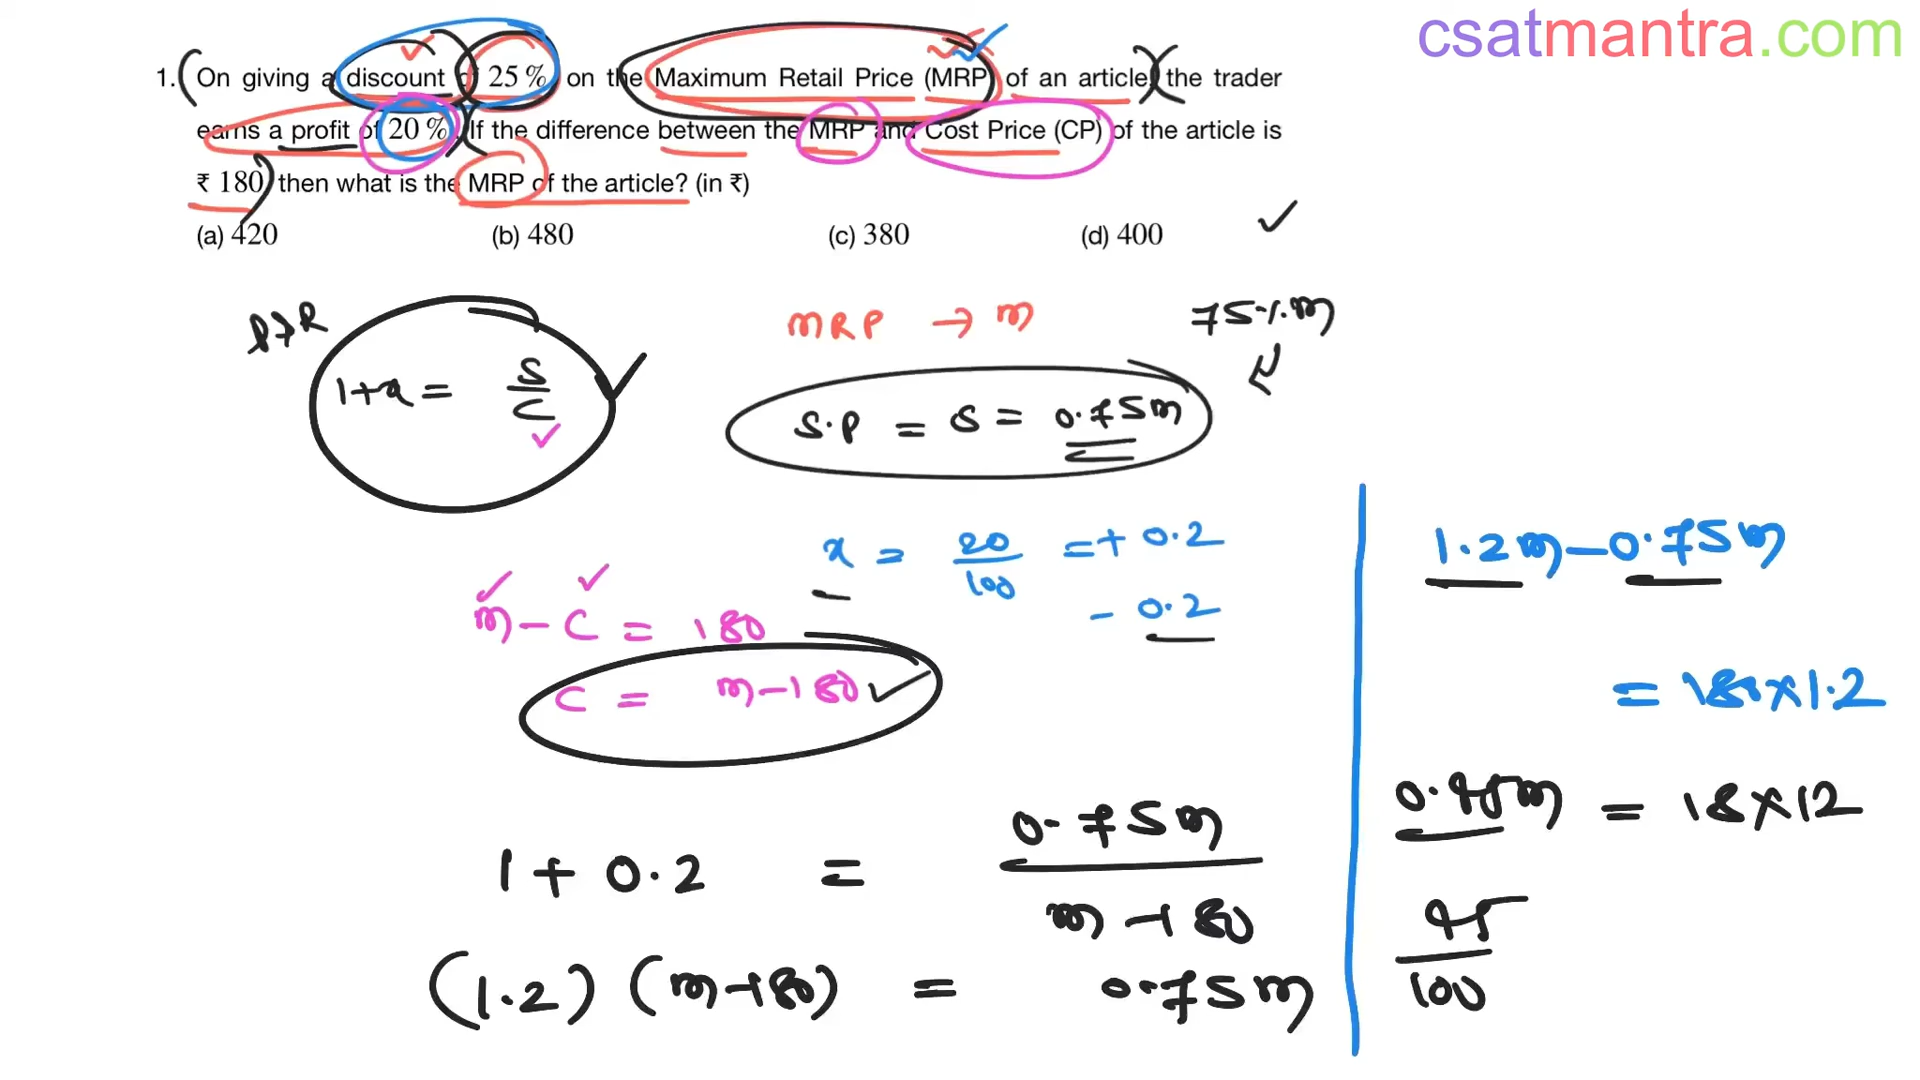 csatmantra.com
1. On giving a discount of 25 % on the Maximum Retail Price (MRP) of an article, the trader
earns a profit of 20 %. If the difference between the MRP and Cost Price (CP) of the article is
₹ 180, then what is the MRP of the article? (in ₹)
(a) 420 (b) 480 (c) 380 (d) 400
MRP → m 75%m
1+x = S/C
S.P = S = 0.75m
x = 20/100 = + 0.2
- 0.2
m - C = 180
C = m - 180
1 + 0.2 = 0.75m/m-180
(1.2) (m-180) = 0.75m
1.2m - 0.75m
= 180×1.2
0.45m = 18×12
45/100